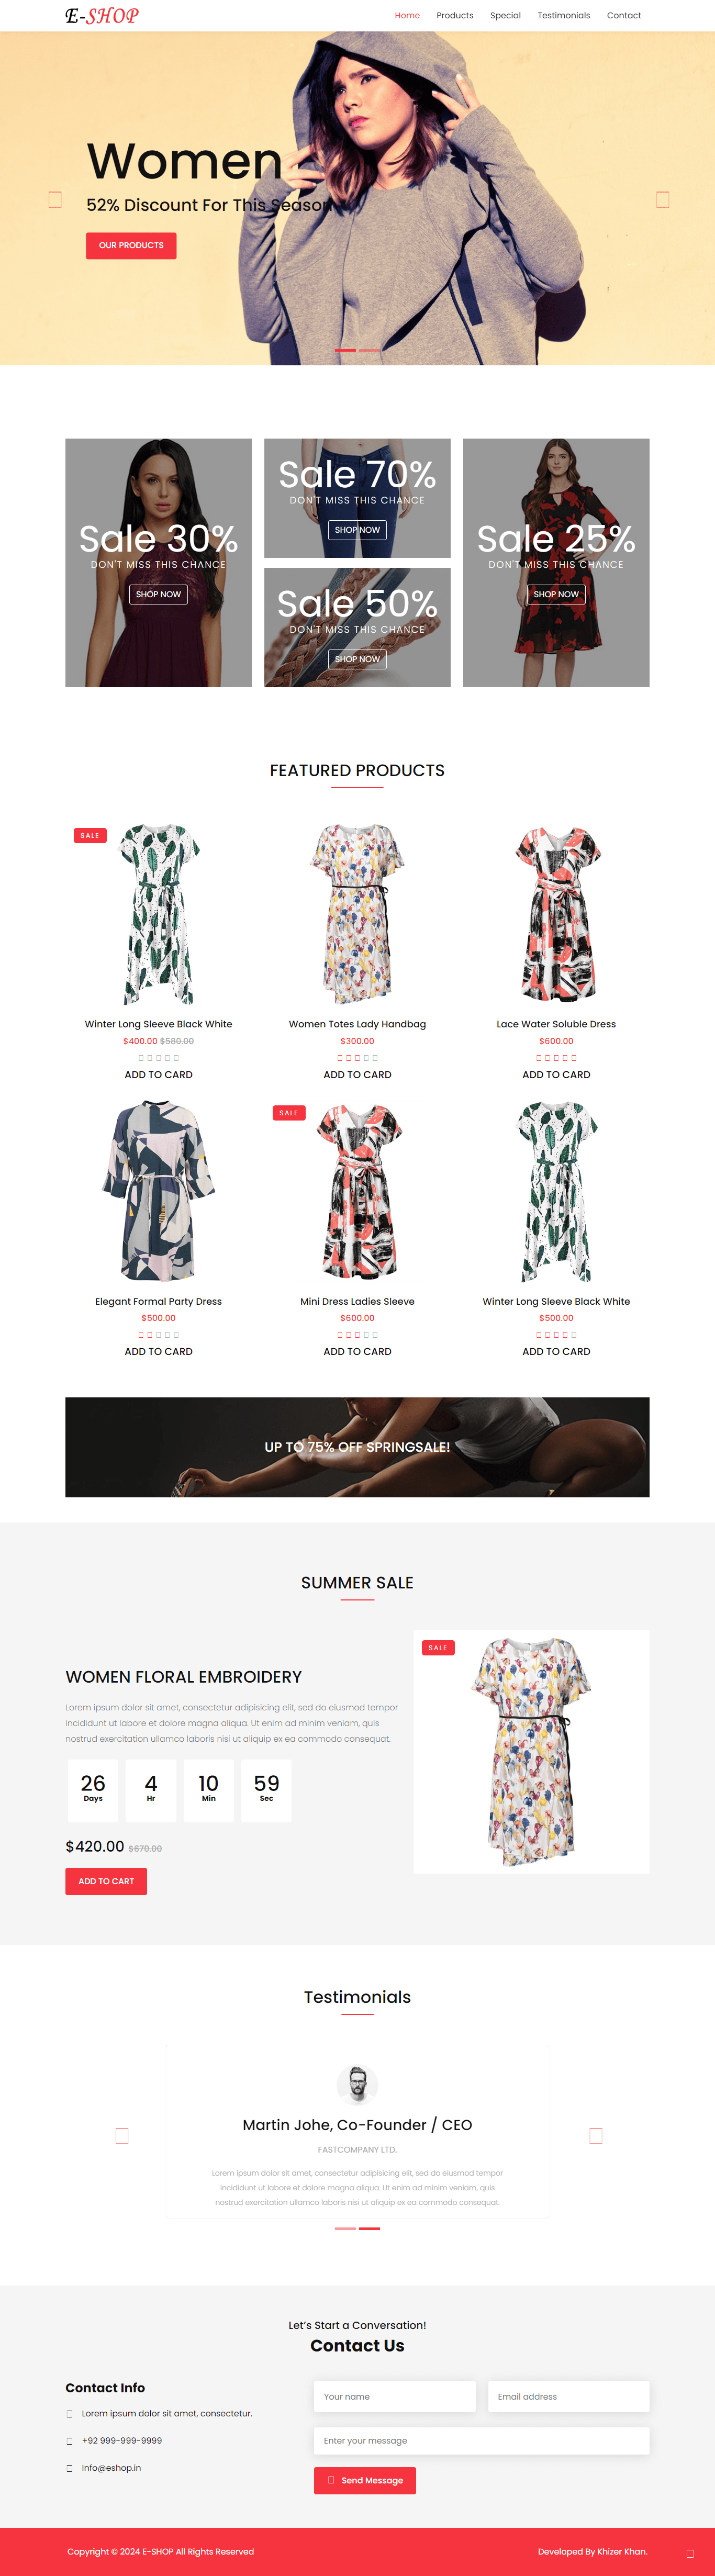 E-SHOP
Home Products Special Testimonials Contact
Women
52% Discount For This Season
OUR PRODUCTS
Sale 30%
DON'T MISS THIS CHANCE
SHOP NOW
Sale 70%
DON'T MISS THIS CHANCE
SHOP NOW
Sale 50%
DON'T MISS THIS CHANCE
SHOP NOW
Sale 25%
DON'T MISS THIS CHANCE
SHOP NOW
FEATURED PRODUCTS
SALE
Winter Long Sleeve Black White
$400.00 $580.00
ADD TO CARD
Women Totes Lady Handbag
$300.00
ADD TO CARD
Lace Water Soluble Dress
$600.00
ADD TO CARD
Elegant Formal Party Dress
$500.00
ADD TO CARD
SALE
Mini Dress Ladies Sleeve
$600.00
ADD TO CARD
Winter Long Sleeve Black White
$500.00
ADD TO CARD
UP TO 75% OFF SPRINGSALE!
SUMMER SALE
WOMEN FLORAL EMBROIDERY
Lorem ipsum dolor sit amet, consectetur adipisicing elit, sed do eiusmod tempor
incididunt ut labore et dolore magna aliqua. Ut enim ad minim veniam, quis
nostrud exercitation ullamco laboris nisi ut aliquip ex ea commodo consequat.
26 4 10 59
Days Hr Min Sec
$420.00 $670.00
ADD TO CART
SALE
Testimonials
Martin Johe, Co-Founder / CEO
FASTCOMPANY LTD.
Lorem ipsum dolor sit amet, consectetur adipisicing elit, sed do eiusmod tempor
incididunt ut labore et dolore magna aliqua. Ut enim ad minim veniam, quis
nostrud exercitation ullamco laboris nisi ut aliquip ex ea commodo consequat.
Let's Start a Conversation!
Contact Us
Contact Info
Lorem ipsum dolor sit amet, consectetur.
+92 999-999-9999
Info@eshop.in
Your name
Email address
Enter your message
Send Message
Copyright © 2024 E-SHOP All Rights Reserved
Developed By Khizer Khan.